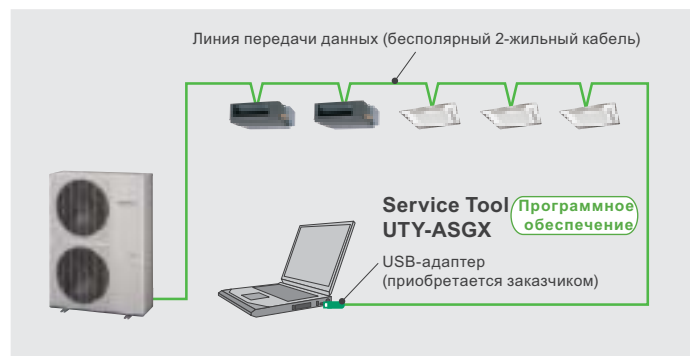 Линия передачи данных (бесполярный 2-жильный кабель)
Service Tool
UTY-ASGX
Программное
обеспечение
USB-адаптер
(приобретается заказчиком)